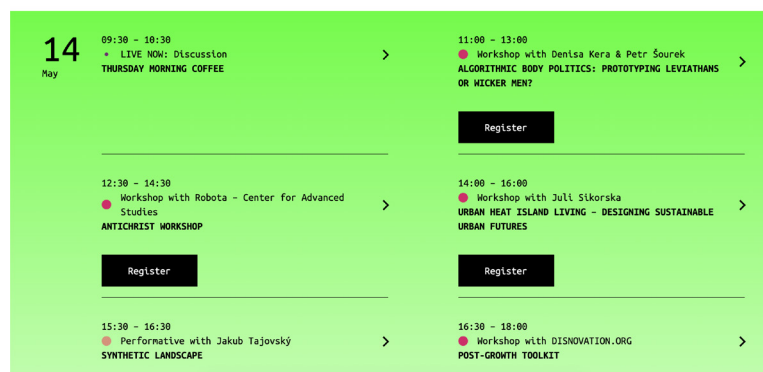 14
May
09:30 – 10:30
LIVE NOW: Discussion
THURSDAY MORNING COFFEE
11:00 – 13:00
Workshop with Denisa Kera & Petr Šourek
ALGORITHMIC BODY POLITICS: PROTOTYPING LEVIATHANS
OR WICKER MEN?
Register
12:30 – 14:30
Workshop with Robota – Center for Advanced
Studies
ANTICHRIST WORKSHOP
Register
14:00 – 16:00
Workshop with Juli Sikorska
URBAN HEAT ISLAND LIVING – DESIGNING SUSTAINABLE
URBAN FUTURES
Register
15:30 – 16:30
Performative with Jakub Tajovský
SYNTHETIC LANDSCAPE
16:30 – 18:00
Workshop with DISNOVATION.ORG
POST-GROWTH TOOLKIT